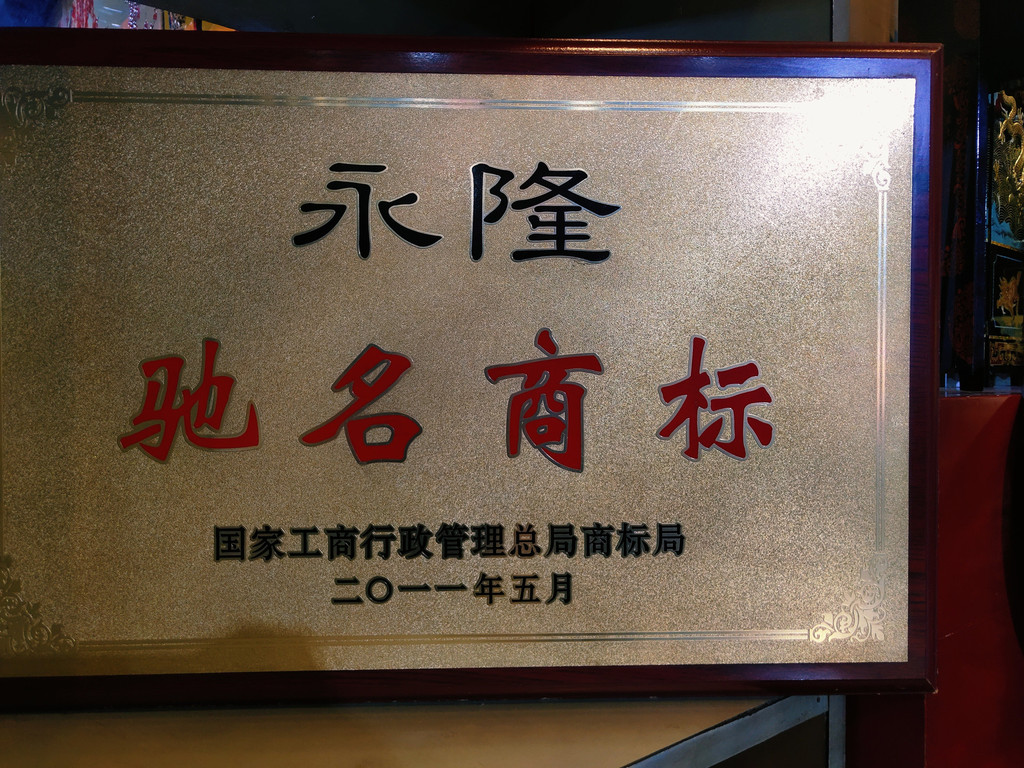 永隆
驰名商标
国家工商行政管理总局商标局
二〇一一年五月